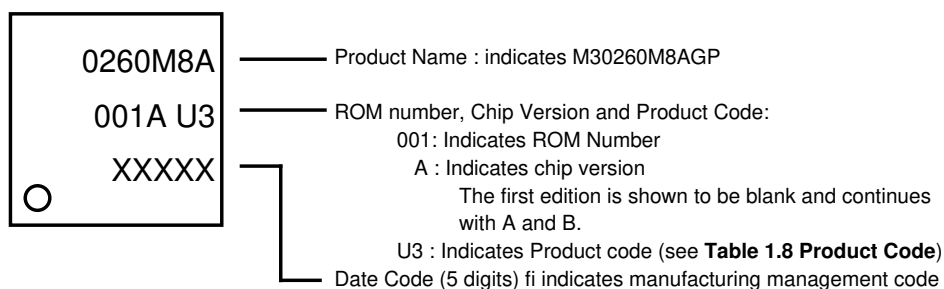 0260M8A
Product Name : indicates M30260M8AGP
001A U3
ROM number, Chip Version and Product Code:
001: Indicates ROM Number
A : Indicates chip version
The first edition is shown to be blank and continues
with A and B.
U3 : Indicates Product code (see Table 1.8 Product Code)
XXXXX
Date Code (5 digits) fi indicates manufacturing management code